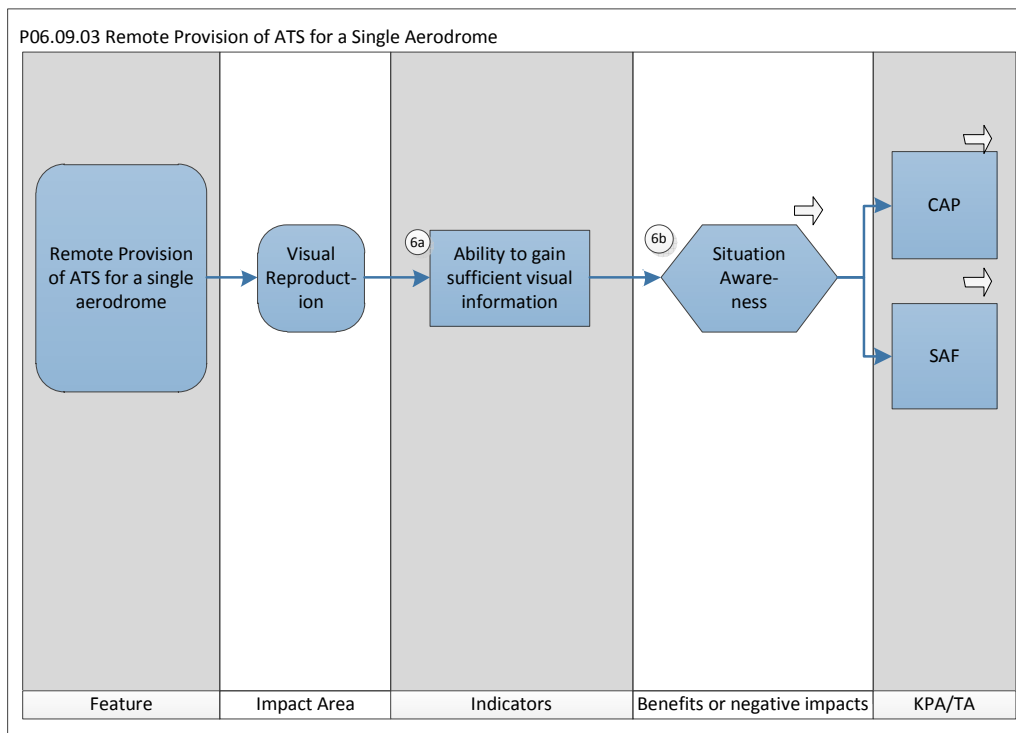 P06.09.03 Remote Provision of ATS for a Single Aerodrome
Remote Provision
of ATS for a single
aerodrome
Visual
Reproduct-
ion
6a
Ability to gain
sufficient visual
information
6b
Situation
Aware-
ness
CAP
SAF
Feature
Impact Area
Indicators
Benefits or negative impacts
KPA/TA